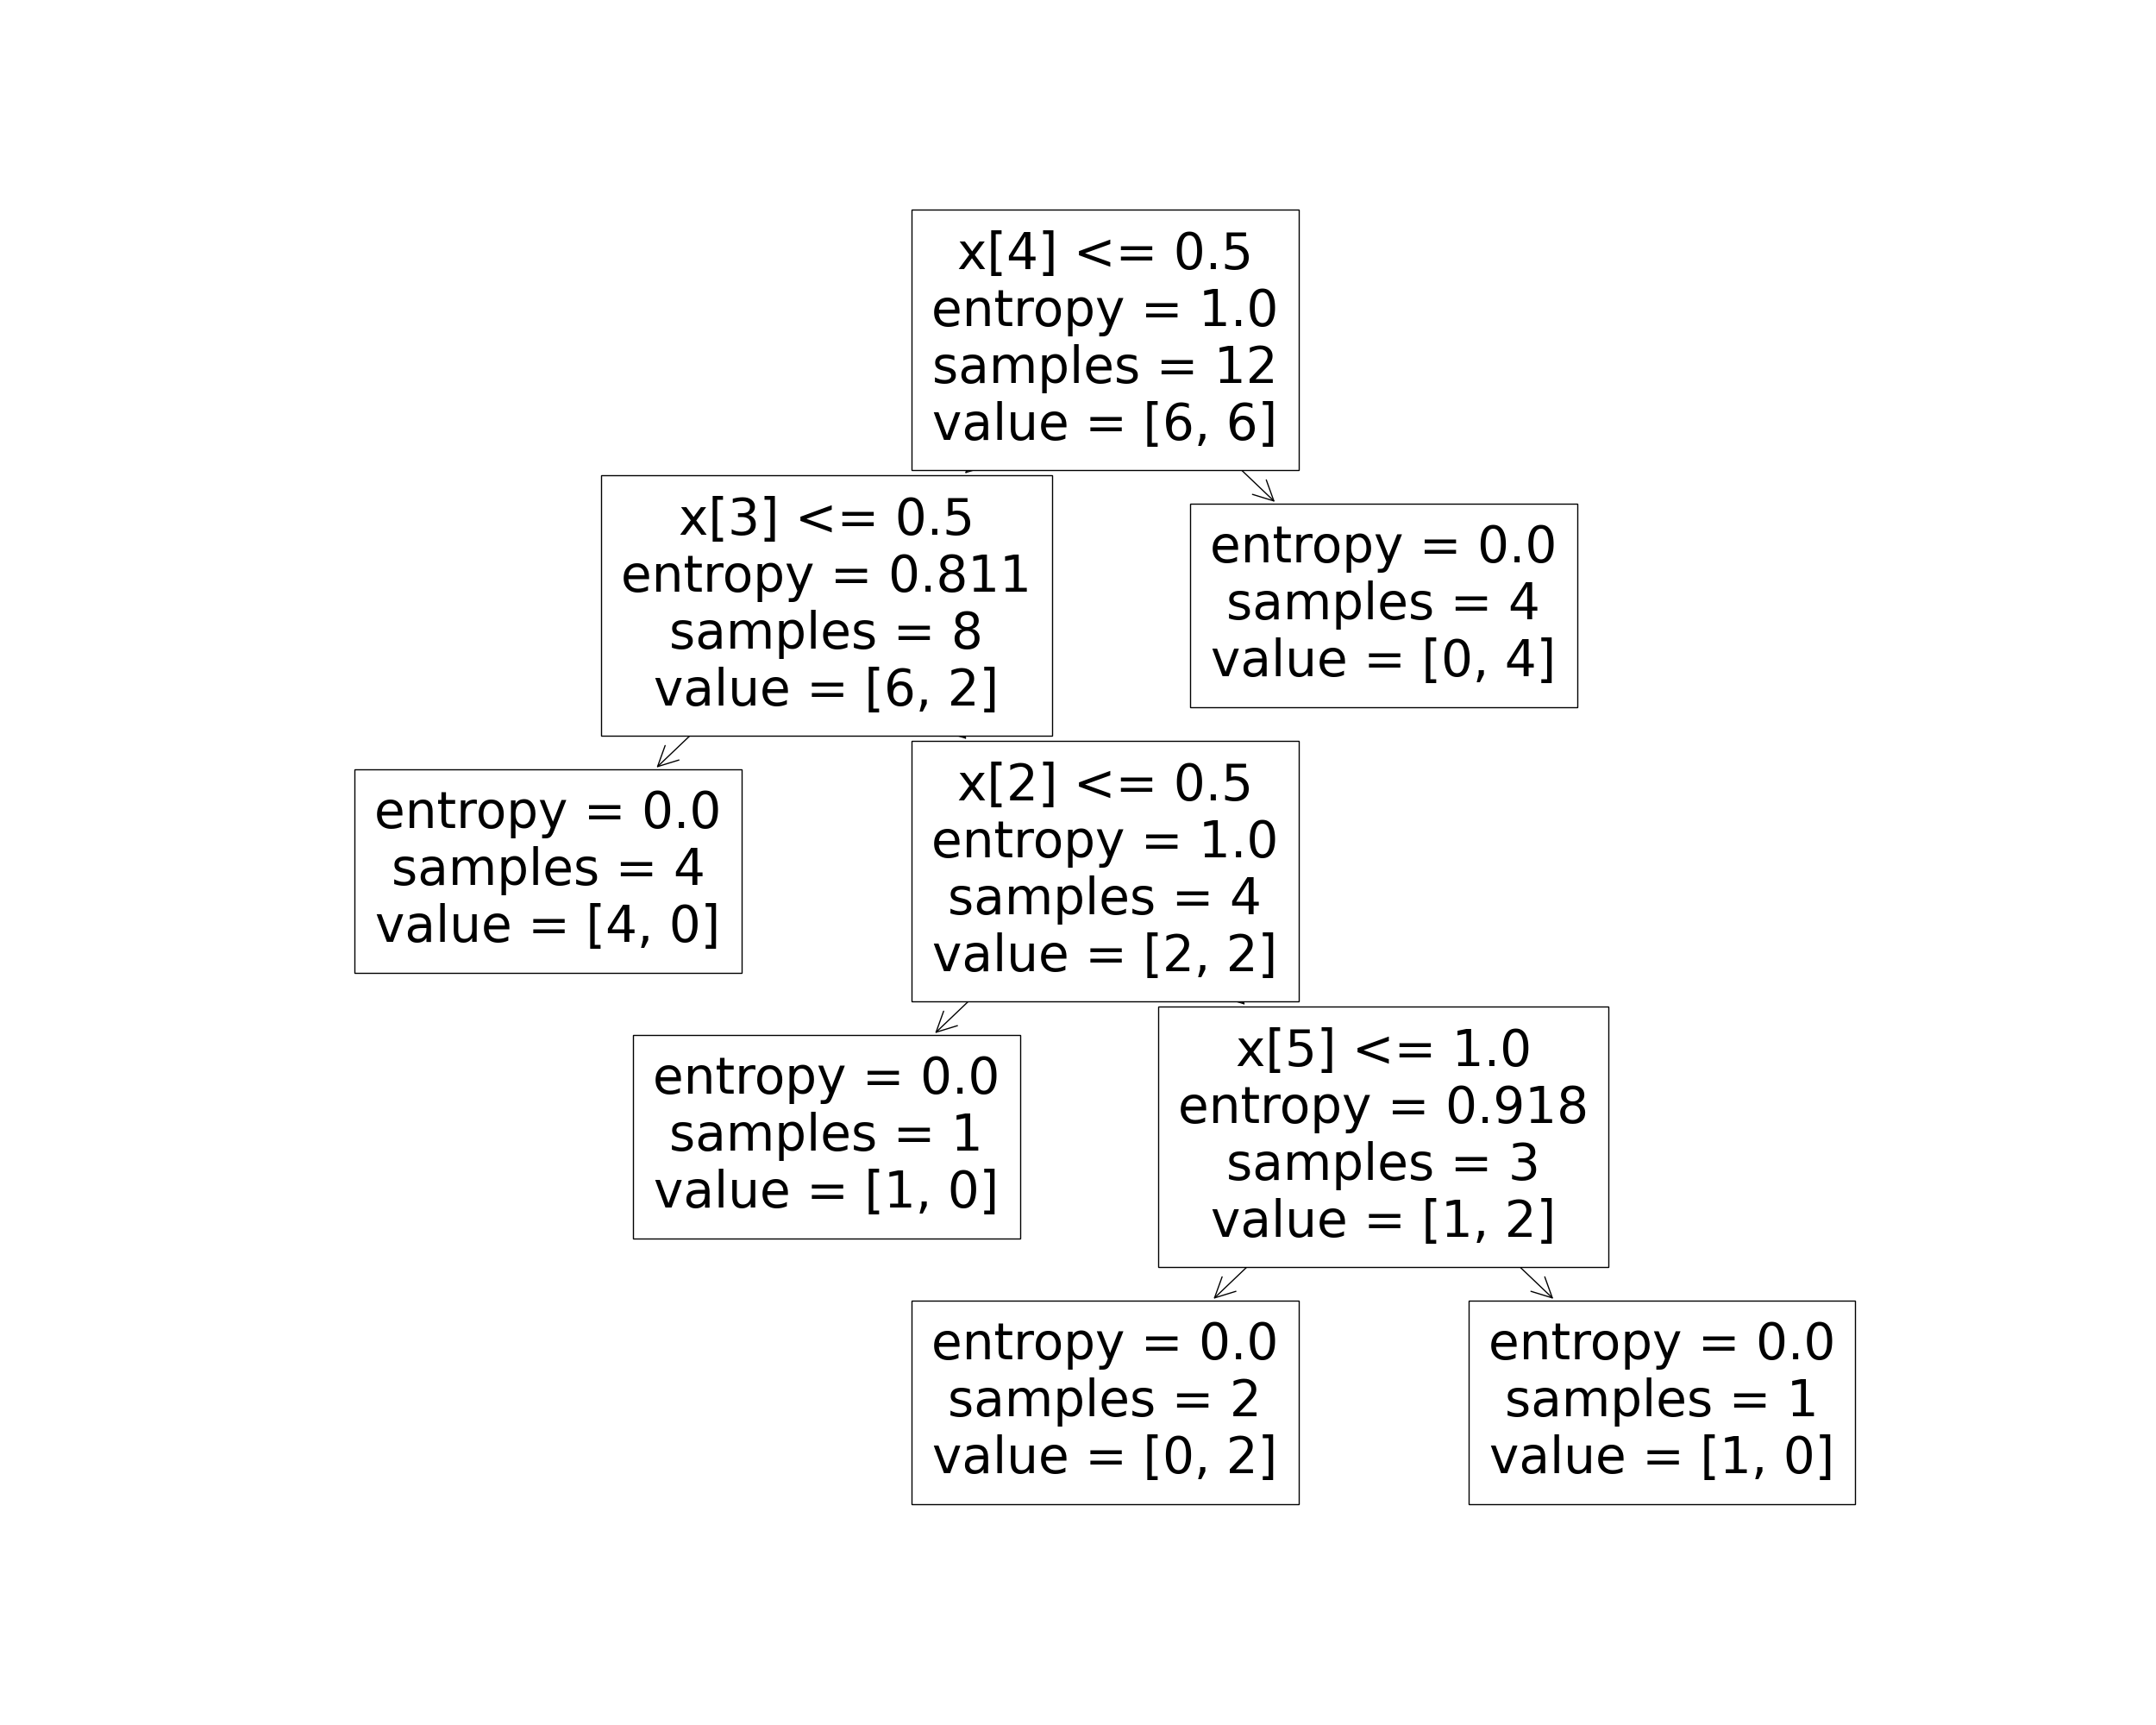 x[4] <= 0.5
entropy = 1.0
samples = 12
value = [6, 6]
x[3] <= 0.5
entropy = 0.811
samples = 8
value = [6, 2]
entropy = 0.0
samples = 4
value = [0, 4]
entropy = 0.0
samples = 4
value = [4, 0]
x[2] <= 0.5
entropy = 1.0
samples = 4
value = [2, 2]
entropy = 0.0
samples = 1
value = [1, 0]
x[5] <= 1.0
entropy = 0.918
samples = 3
value = [1, 2]
entropy = 0.0
samples = 2
value = [0, 2]
entropy = 0.0
samples = 1
value = [1, 0]